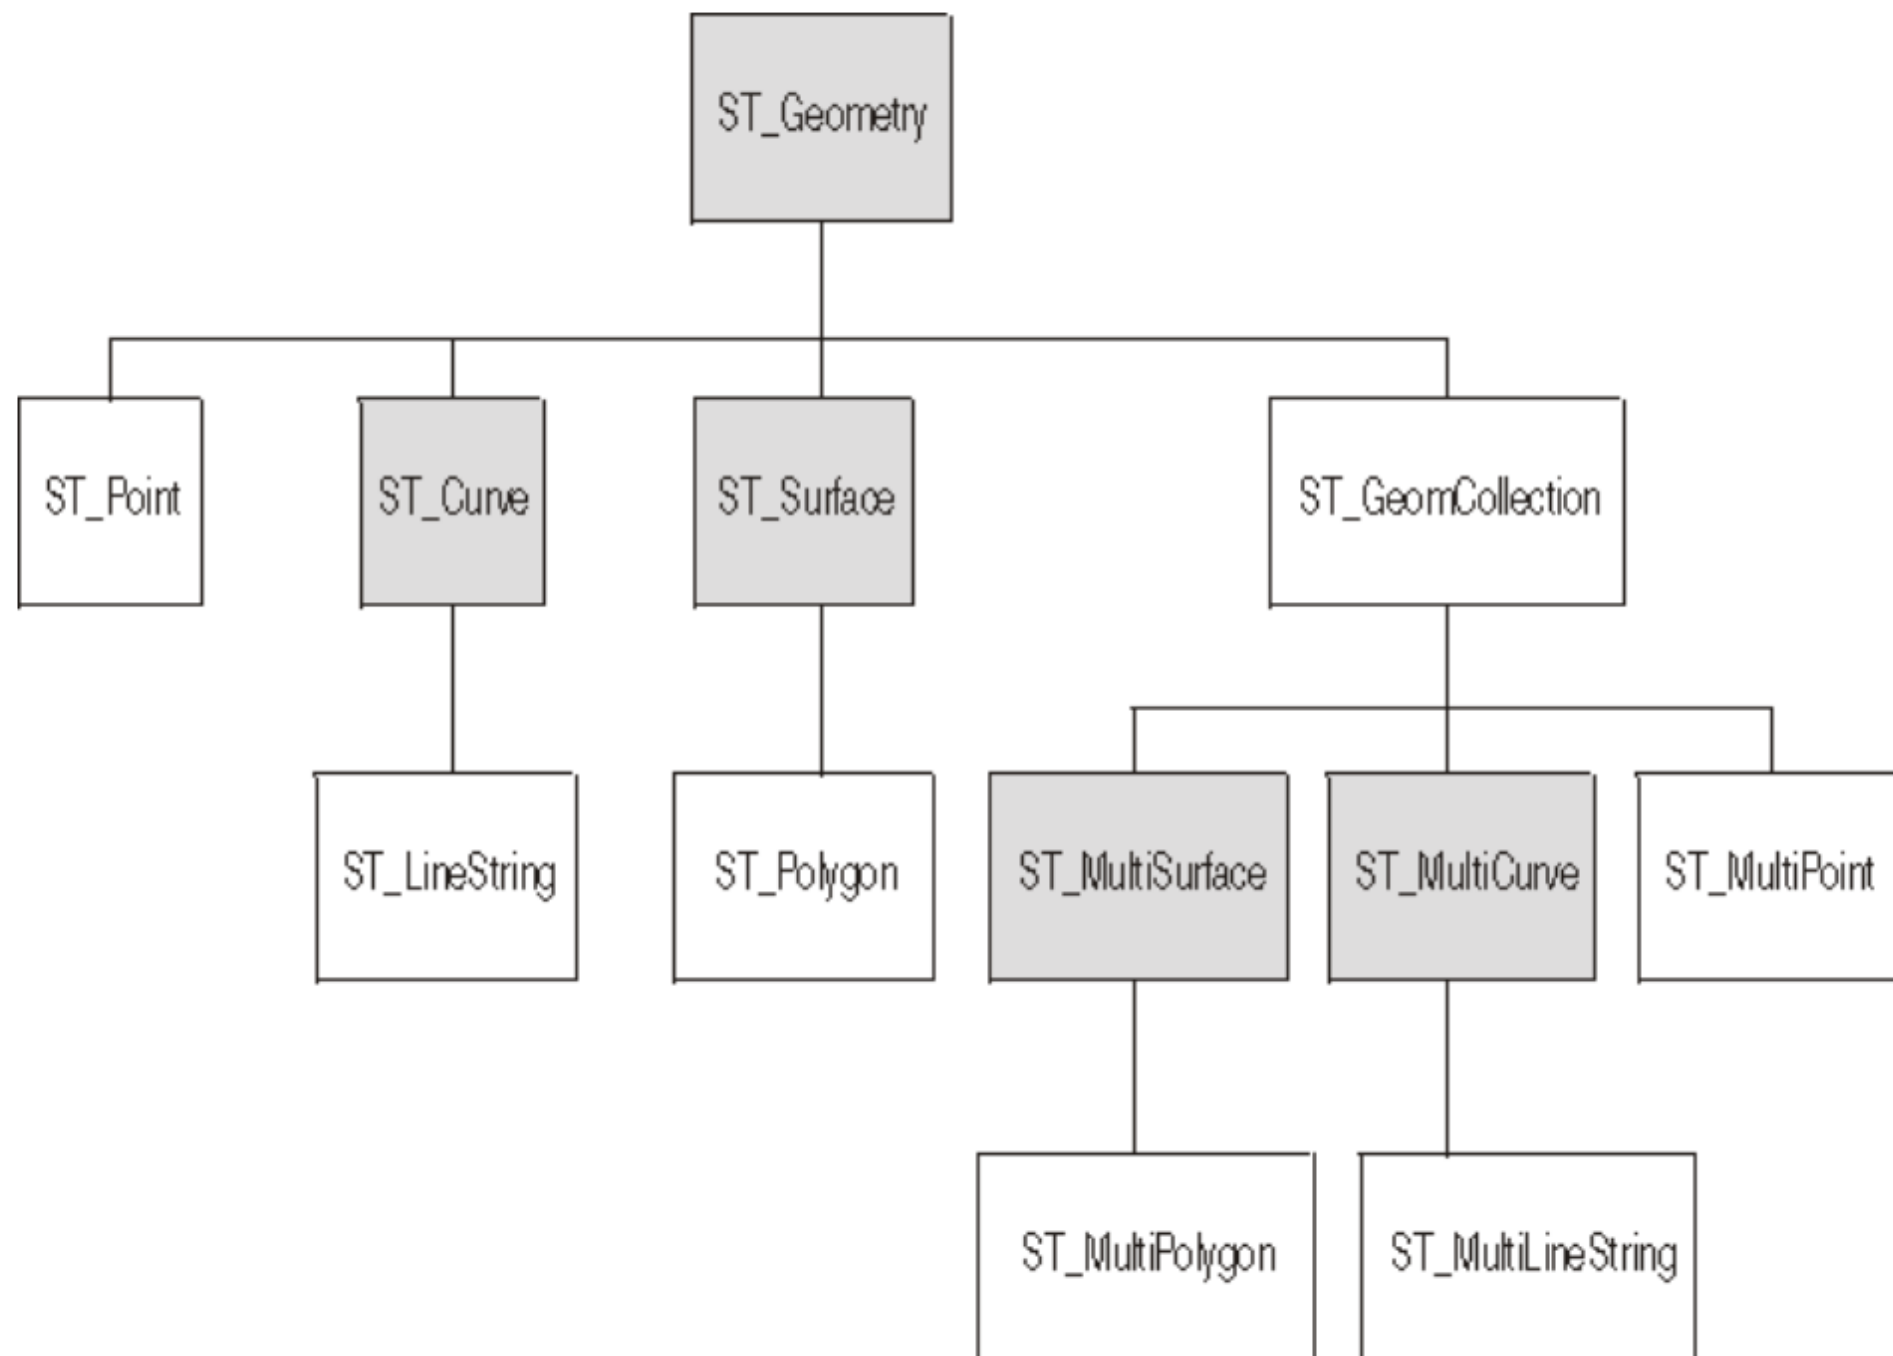 ST_Geometry
ST_Point
ST_Curve
ST_Surface
ST_GeomCollection
ST_LineString
ST_Polygon
ST_MultiSurface
ST_MultiCurve
ST_MultiPoint
ST_MultiPolygon
ST_MultiLineString